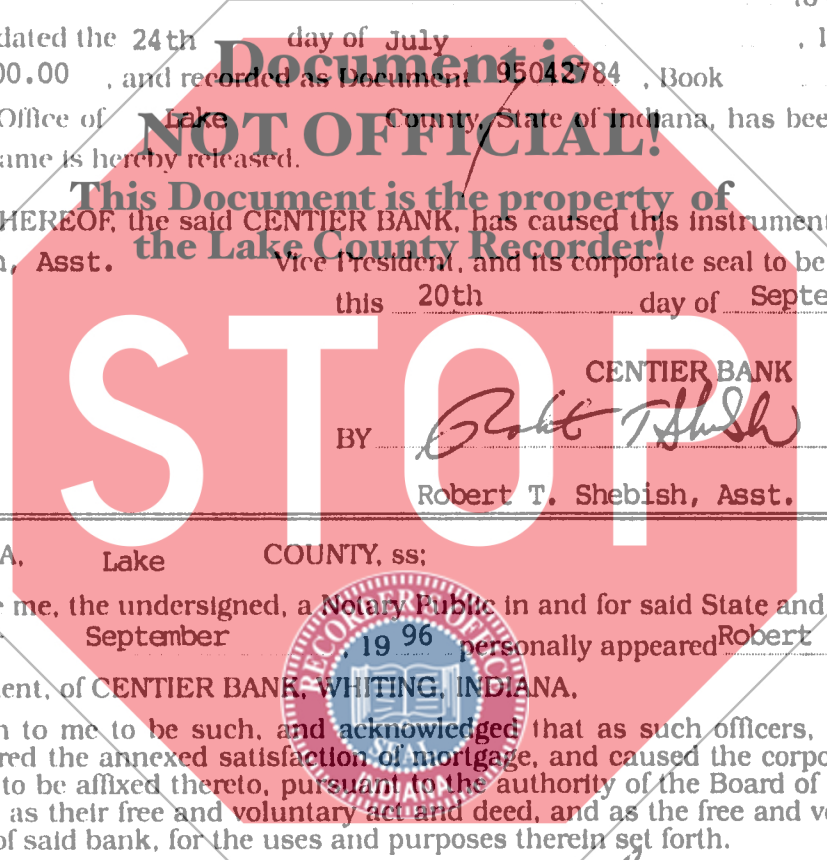 dated the 24th day of July , 1
Document is
00.00 , and recorded as Document 95042784 , Book
NOT OFFICIAL!
Office of Lake County, State of Indiana, has bee
ame is hereby released.
This Document is the property of
HEREOF, the said CENTIER BANK, has caused this instrument
the Lake County Recorder!
, Asst. Vice President, and its corporate seal to be
this 20th day of Septe
STOP
CENTIER BANK
BY Robert T. Shebish
Robert T. Shebish, Asst.
A, Lake COUNTY, ss;
me, the undersigned, a Notary Public in and for said State and
September , 19 96 personally appeared Robert
ent, of CENTIER BANK, WHITING, INDIANA,
RECORDER'S OFFICE
SEAL
INDIANA
n to me to be such, and acknowledged that as such officers,
red the annexed satisfaction of mortgage, and caused the corpo
to be affixed thereto, pursuant to the authority of the Board of
as their free and voluntary act and deed, and as the free and v
of said bank, for the uses and purposes therein set forth.